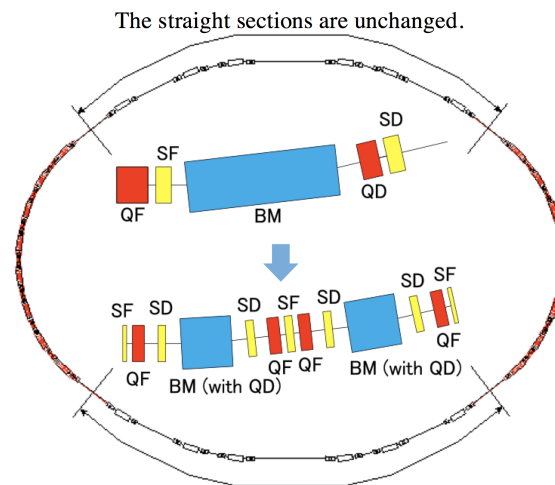 The straight sections are unchanged.
SD
SF
QF
QD
BM
SF SD SD SF SD SD SF
QF QF QF QF
BM (with QD) BM (with QD)